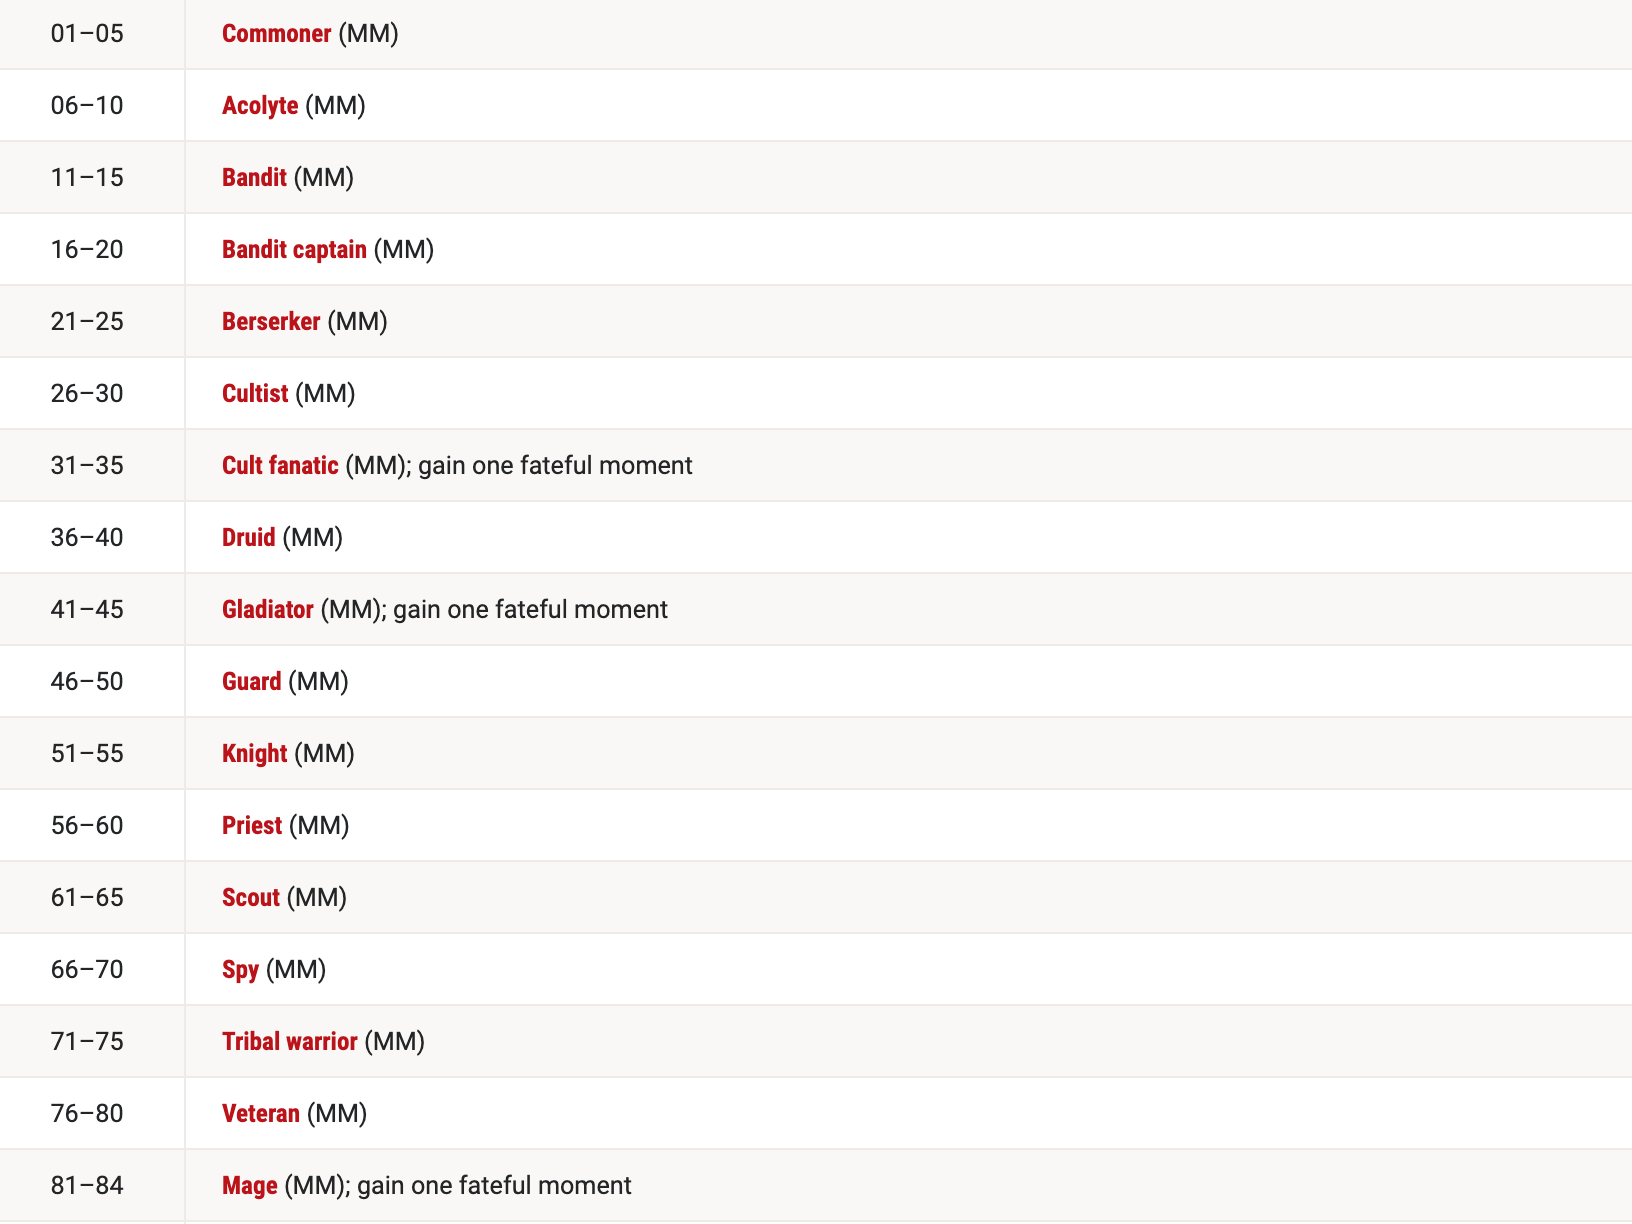 01–05 Commoner (MM)
06–10 Acolyte (MM)
11–15 Bandit (MM)
16–20 Bandit captain (MM)
21–25 Berserker (MM)
26–30 Cultist (MM)
31–35 Cult fanatic (MM); gain one fateful moment
36–40 Druid (MM)
41–45 Gladiator (MM); gain one fateful moment
46–50 Guard (MM)
51–55 Knight (MM)
56–60 Priest (MM)
61–65 Scout (MM)
66–70 Spy (MM)
71–75 Tribal warrior (MM)
76–80 Veteran (MM)
81–84 Mage (MM); gain one fateful moment